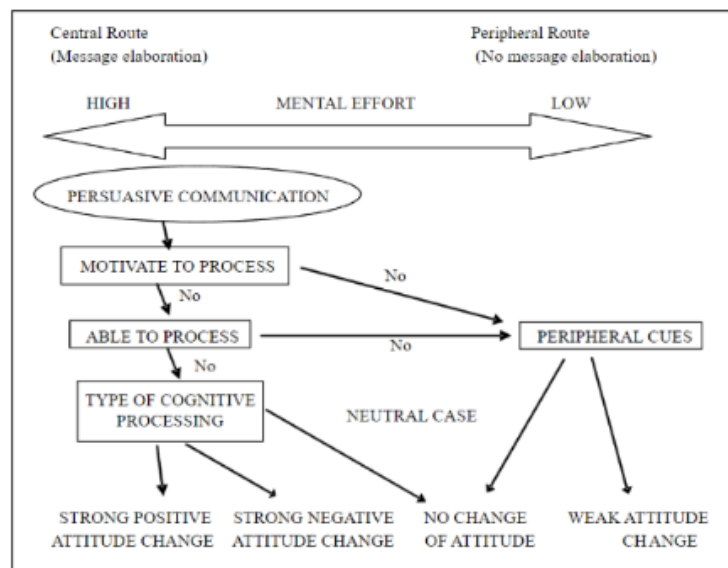 Central Route
(Message elaboration)
Peripheral Route
(No message elaboration)
HIGH
MENTAL EFFORT
LOW
PERSUASIVE COMMUNICATION
MOTIVATE TO PROCESS
No
No
ABLE TO PROCESS
No
PERIPHERAL CUES
No
TYPE OF COGNITIVE
PROCESSING
NEUTRAL CASE
STRONG POSITIVE
ATTITUDE CHANGE
STRONG NEGATIVE
ATTITUDE CHANGE
NO CHANGE
OF ATTITUDE
WEAK ATTITUDE
CHANGE